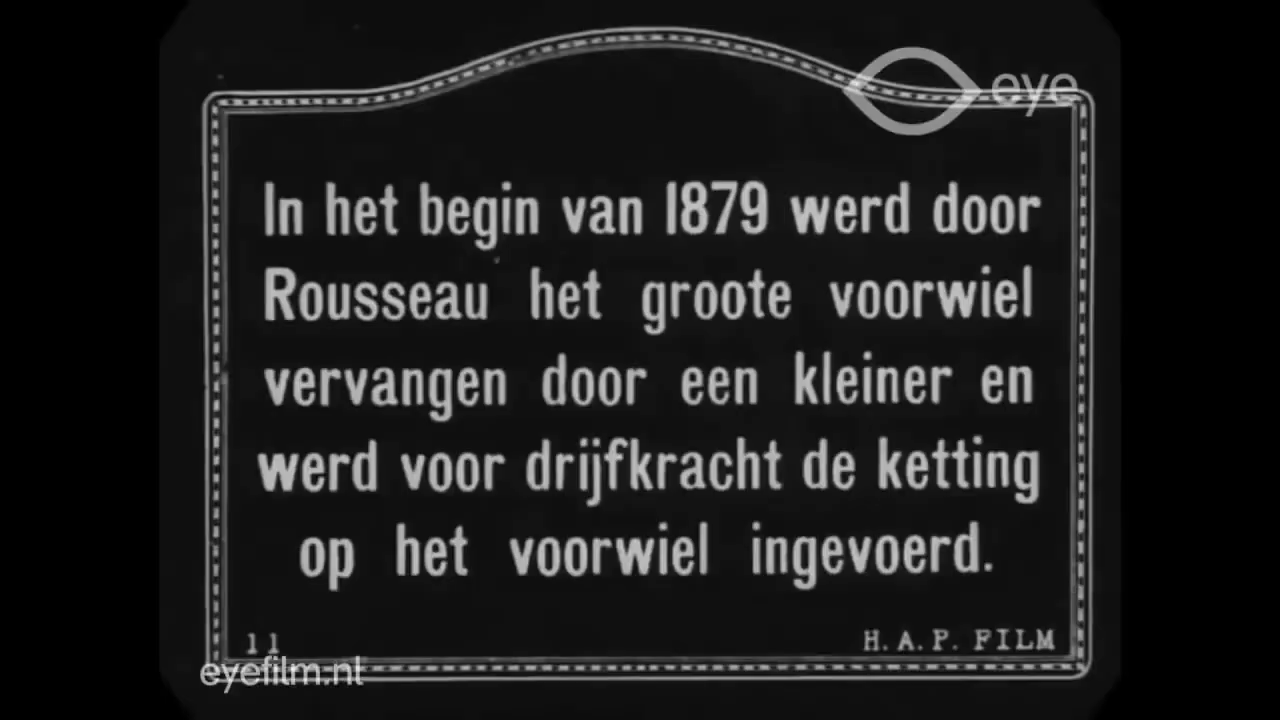 eye
In het begin van 1879 werd door
Rousseau het groote voorwiel
vervangen door een kleiner en
werd voor drijfkracht de ketting
op het voorwiel ingevoerd.
11
H.A.P. FILM
eyefilm.nl